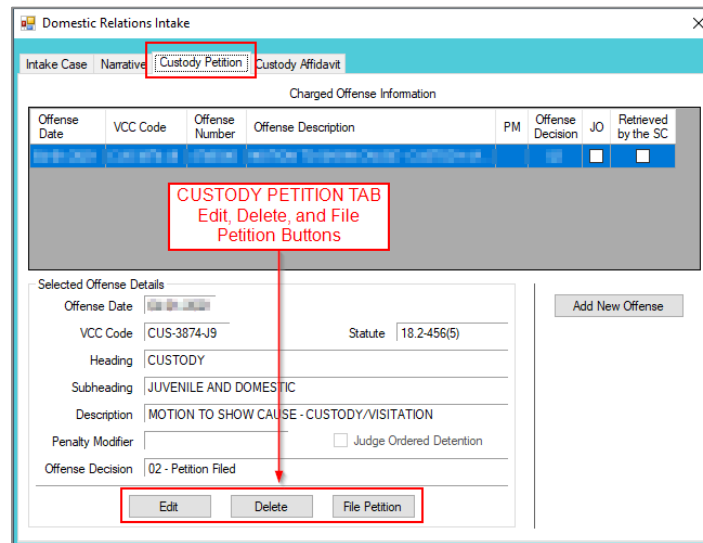 Domestic Relations Intake
Intake Case Narrative Custody Petition Custody Affidavit
Charged Offense Information
Offense Date VCC Code Offense Number Offense Description PM Offense Decision JO Retrieved by the SC
CUSTODY PETITION TAB
Edit, Delete, and File
Petition Buttons
Selected Offense Details
Offense Date
Add New Offense
VCC Code CUS-3874-J9 Statute 18.2-456(5)
Heading CUSTODY
Subheading JUVENILE AND DOMESTIC
Description MOTION TO SHOW CAUSE - CUSTODY/VISITATION
Penalty Modifier Judge Ordered Detention
Offense Decision 02 - Petition Filed
Edit Delete File Petition